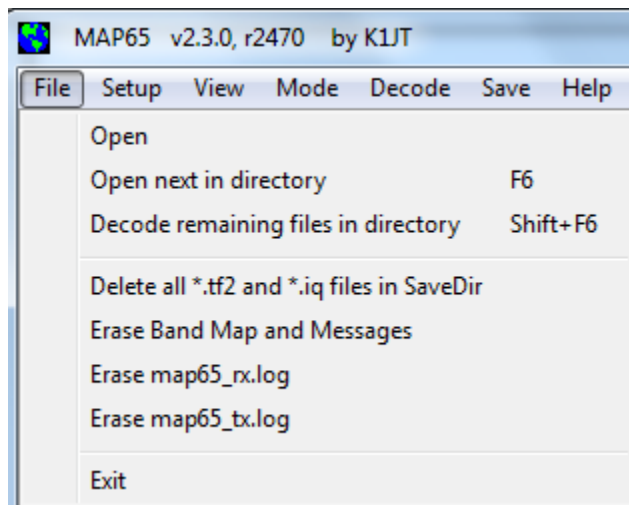 MAP65 v2.3.0, r2470 by K1JT
File Setup View Mode Decode Save Help
Open
Open next in directory F6
Decode remaining files in directory Shift+F6
Delete all *.tf2 and *.iq files in SaveDir
Erase Band Map and Messages
Erase map65_rx.log
Erase map65_tx.log
Exit